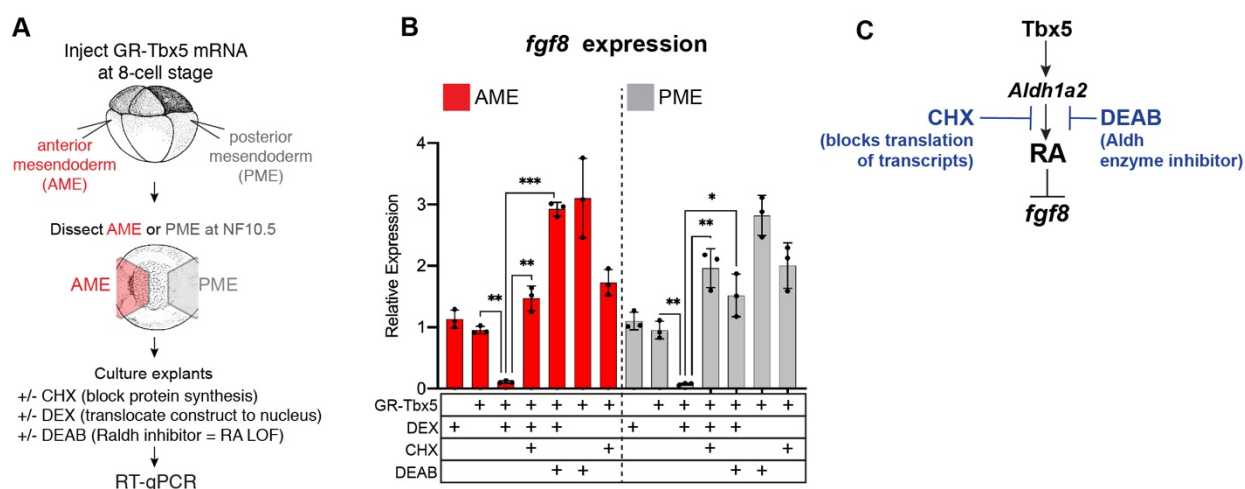 A
Inject GR-Tbx5 mRNA
at 8-cell stage
anterior
mesendoderm
(AME)
posterior
mesendoderm
(PME)
Dissect AME or PME at NF10.5
AME
PME
Culture explants
+/- CHX (block protein synthesis)
+/- DEX (translocate construct to nucleus)
+/- DEAB (Raldh inhibitor = RA LOF)
RT-qPCR
B
fgf8 expression
AME
PME
Relative Expression
4
3
2
1
0
***
**
**
*
**
**
GR-Tbx5 + + + + + + + + + + + +
DEX + + + + + + + +
CHX + + + +
DEAB + + + +
C
Tbx5
Aldh1a2
CHX
(blocks translation
of transcripts)
DEAB
(Aldh
enzyme inhibitor)
RA
fgf8